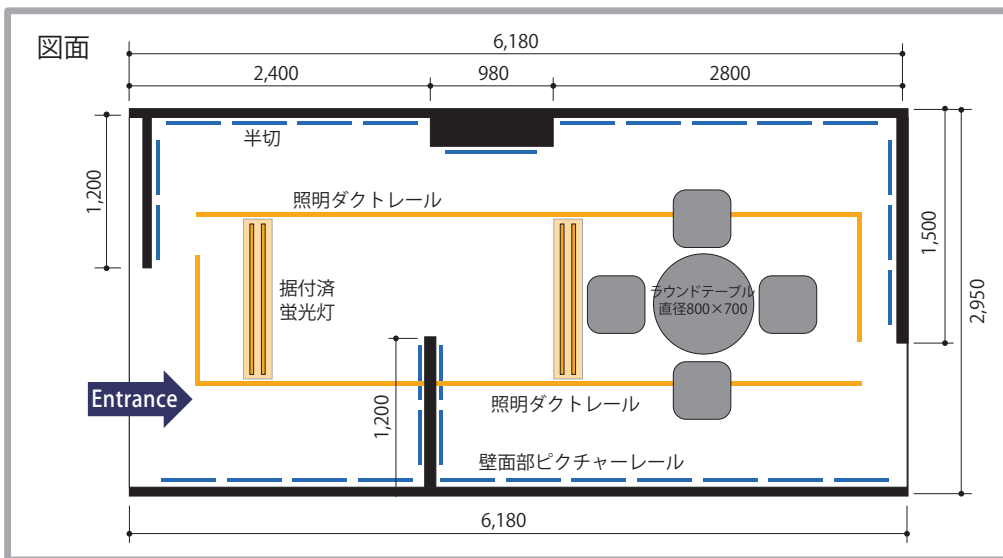 図面
6,180
2,400
980
2800
半切
1,200
照明ダクトレール
1,500
据付済
蛍光灯
ラウンドテーブル
直径800×700
2,950
Entrance
1,200
照明ダクトレール
壁面部ピクチャーレール
6,180